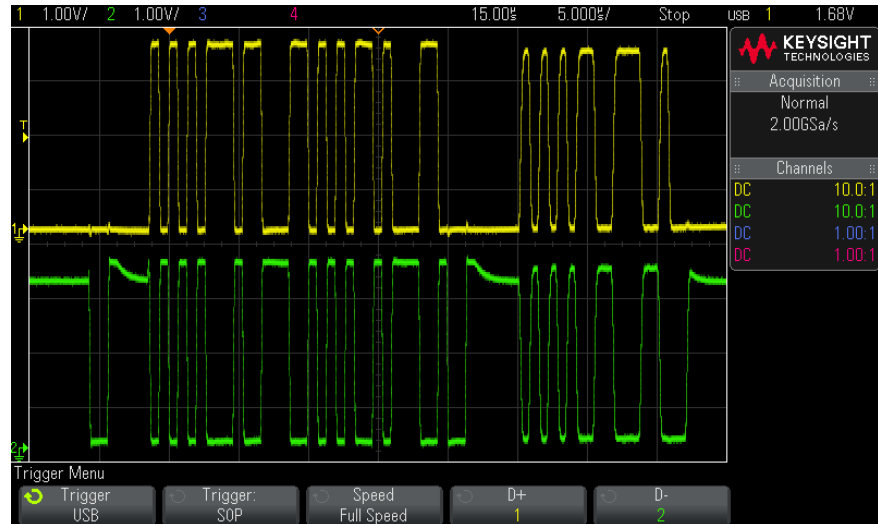 1 1.00V/ 2 1.00V/ 3 4 15.00% 5.000%/ Stop USB 1 1.68V
KEYSIGHT
TECHNOLOGIES
Acquisition
Normal
2.00GSa/s
Channels
DC 10.0:1
DC 10.0:1
DC 1.00:1
DC 1.00:1
T
1
2
Trigger Menu
Trigger
USB
Trigger:
SOP
Speed
Full Speed
D+
1
D-
2